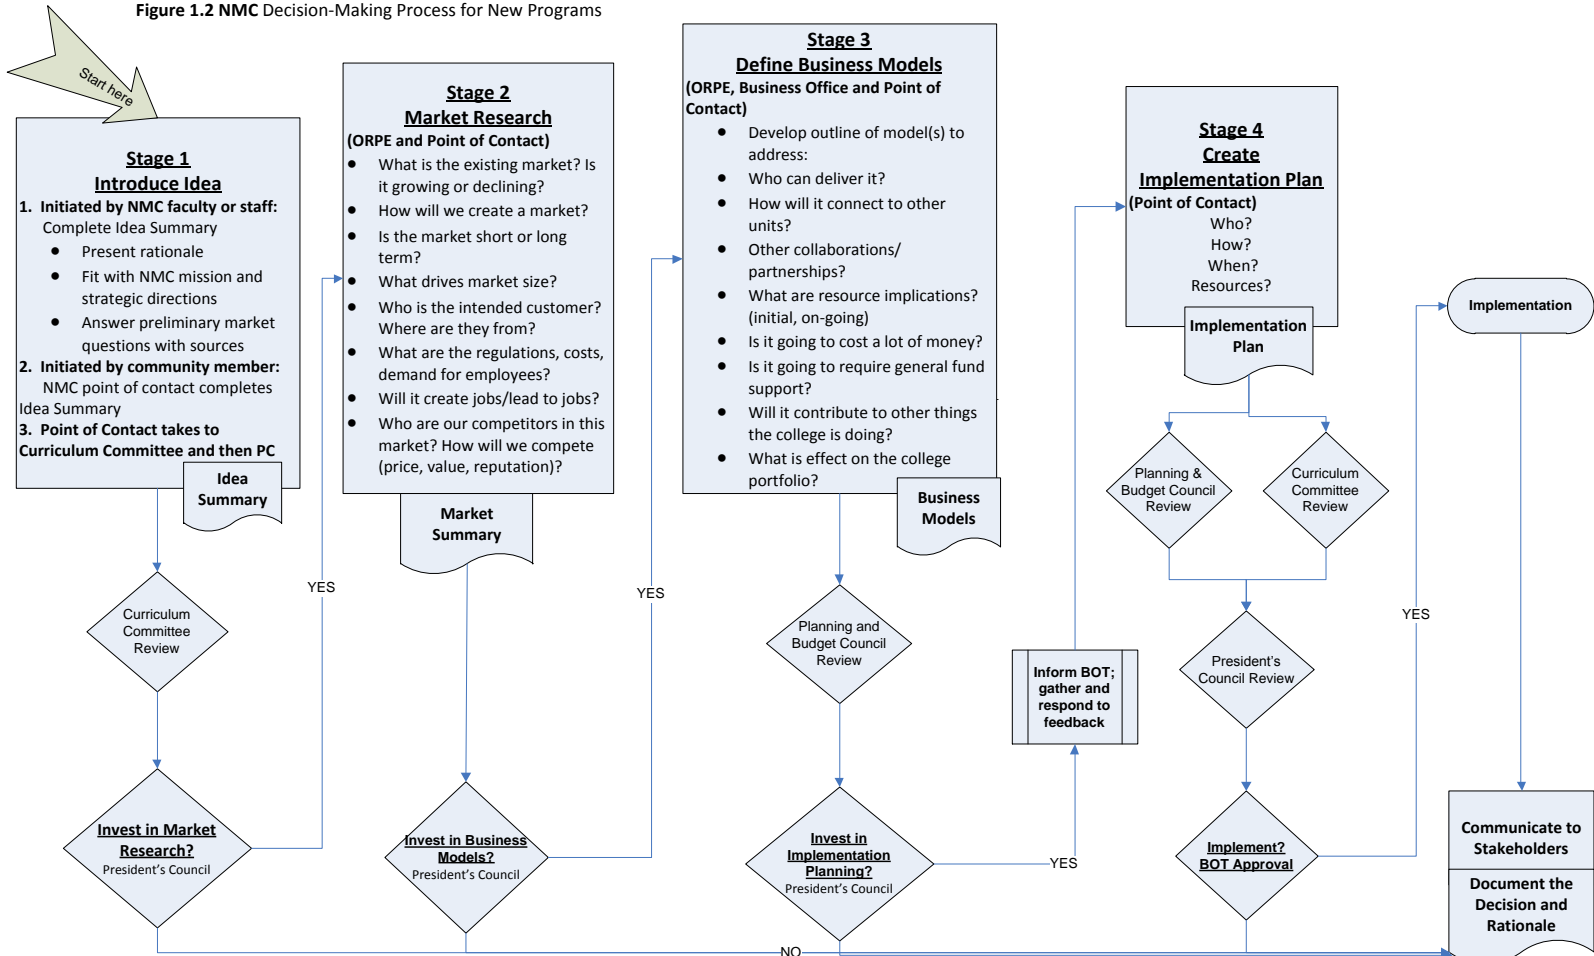 Figure 1.2 NMC Decision-Making Process for New Programs
Start here
Stage 1
Introduce Idea
1. Initiated by NMC faculty or staff:
Complete Idea Summary
● Present rationale
● Fit with NMC mission and
strategic directions
● Answer preliminary market
questions with sources
2. Initiated by community member:
NMC point of contact completes
Idea Summary
3. Point of Contact takes to
Curriculum Committee and then PC
Idea
Summary
Curriculum
Committee
Review
Invest in Market
Research?
President's Council
YES
Stage 2
Market Research
(ORPE and Point of Contact)
● What is the existing market? Is
it growing or declining?
● How will we create a market?
● Is the market short or long
term?
● What drives market size?
● Who is the intended customer?
Where are they from?
● What are the regulations, costs,
demand for employees?
● Will it create jobs/lead to jobs?
● Who are our competitors in this
market? How will we compete
(price, value, reputation)?
Market
Summary
Invest in Business
Models?
President's Council
YES
Stage 3
Define Business Models
(ORPE, Business Office and Point of
Contact)
● Develop outline of model(s) to
address:
● Who can deliver it?
● How will it connect to other
units?
● Other collaborations/
partnerships?
● What are resource implications?
(initial, on-going)
● Is it going to cost a lot of money?
● Is it going to require general fund
support?
● Will it contribute to other things
the college is doing?
● What is effect on the college
portfolio?
Business
Models
Planning and
Budget Council
Review
Invest in
Implementation
Planning?
President's Council
YES
Inform BOT;
gather and
respond to
feedback
Stage 4
Create
Implementation Plan
(Point of Contact)
Who?
How?
When?
Resources?
Implementation
Plan
Planning &
Budget Council
Review
Curriculum
Committee
Review
President's
Council Review
Implement?
BOT Approval
YES
Implementation
Communicate to
Stakeholders
Document the
Decision and
Rationale
NO